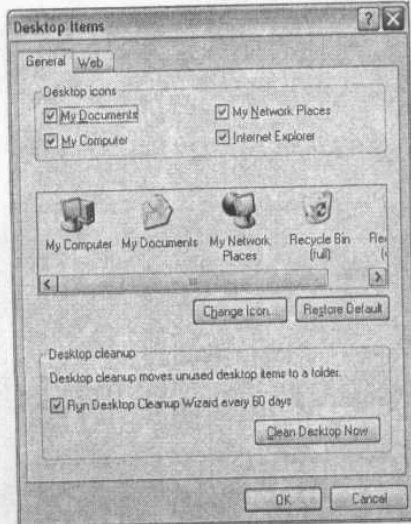 Desktop Items
General Web
Desktop icons
My Documents My Network Places
My Computer Internet Explorer
My Computer My Documents My Network Places Recycle Bin (full)
Change Icon... Restore Default
Desktop cleanup
Desktop cleanup moves unused desktop items to a folder.
Run Desktop Cleanup Wizard every 60 days
Clean Desktop Now
OK Cancel